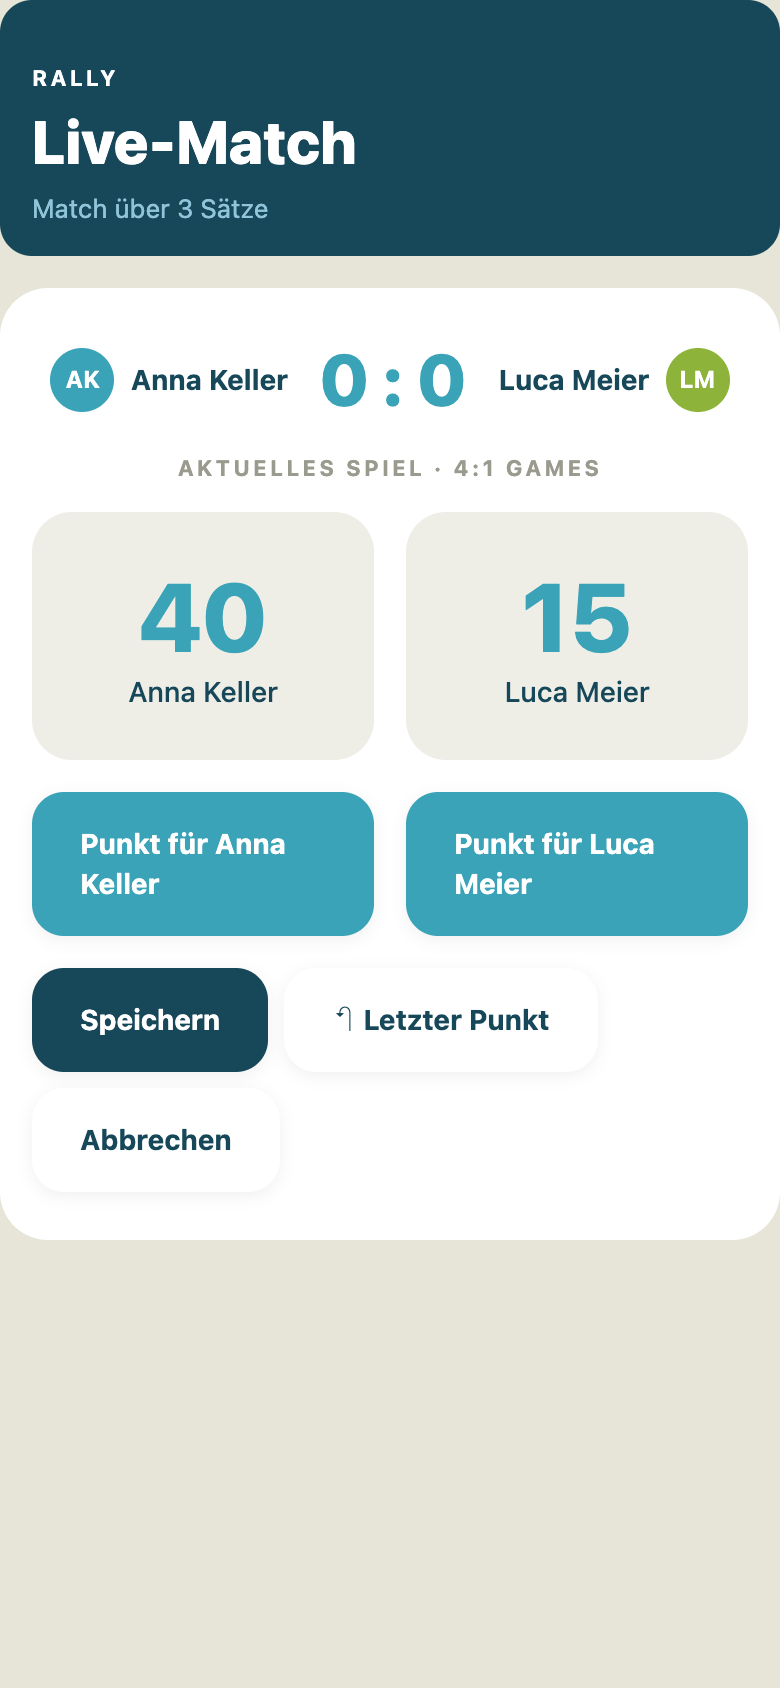 RALLY
Live-Match
Match über 3 Sätze
AK Anna Keller 0 : 0 Luca Meier LM
AKTUELLES SPIEL · 4:1 GAMES
40 15
Anna Keller Luca Meier
Punkt für Anna
Keller
Punkt für Luca
Meier
Speichern
Letzter Punkt
Abbrechen